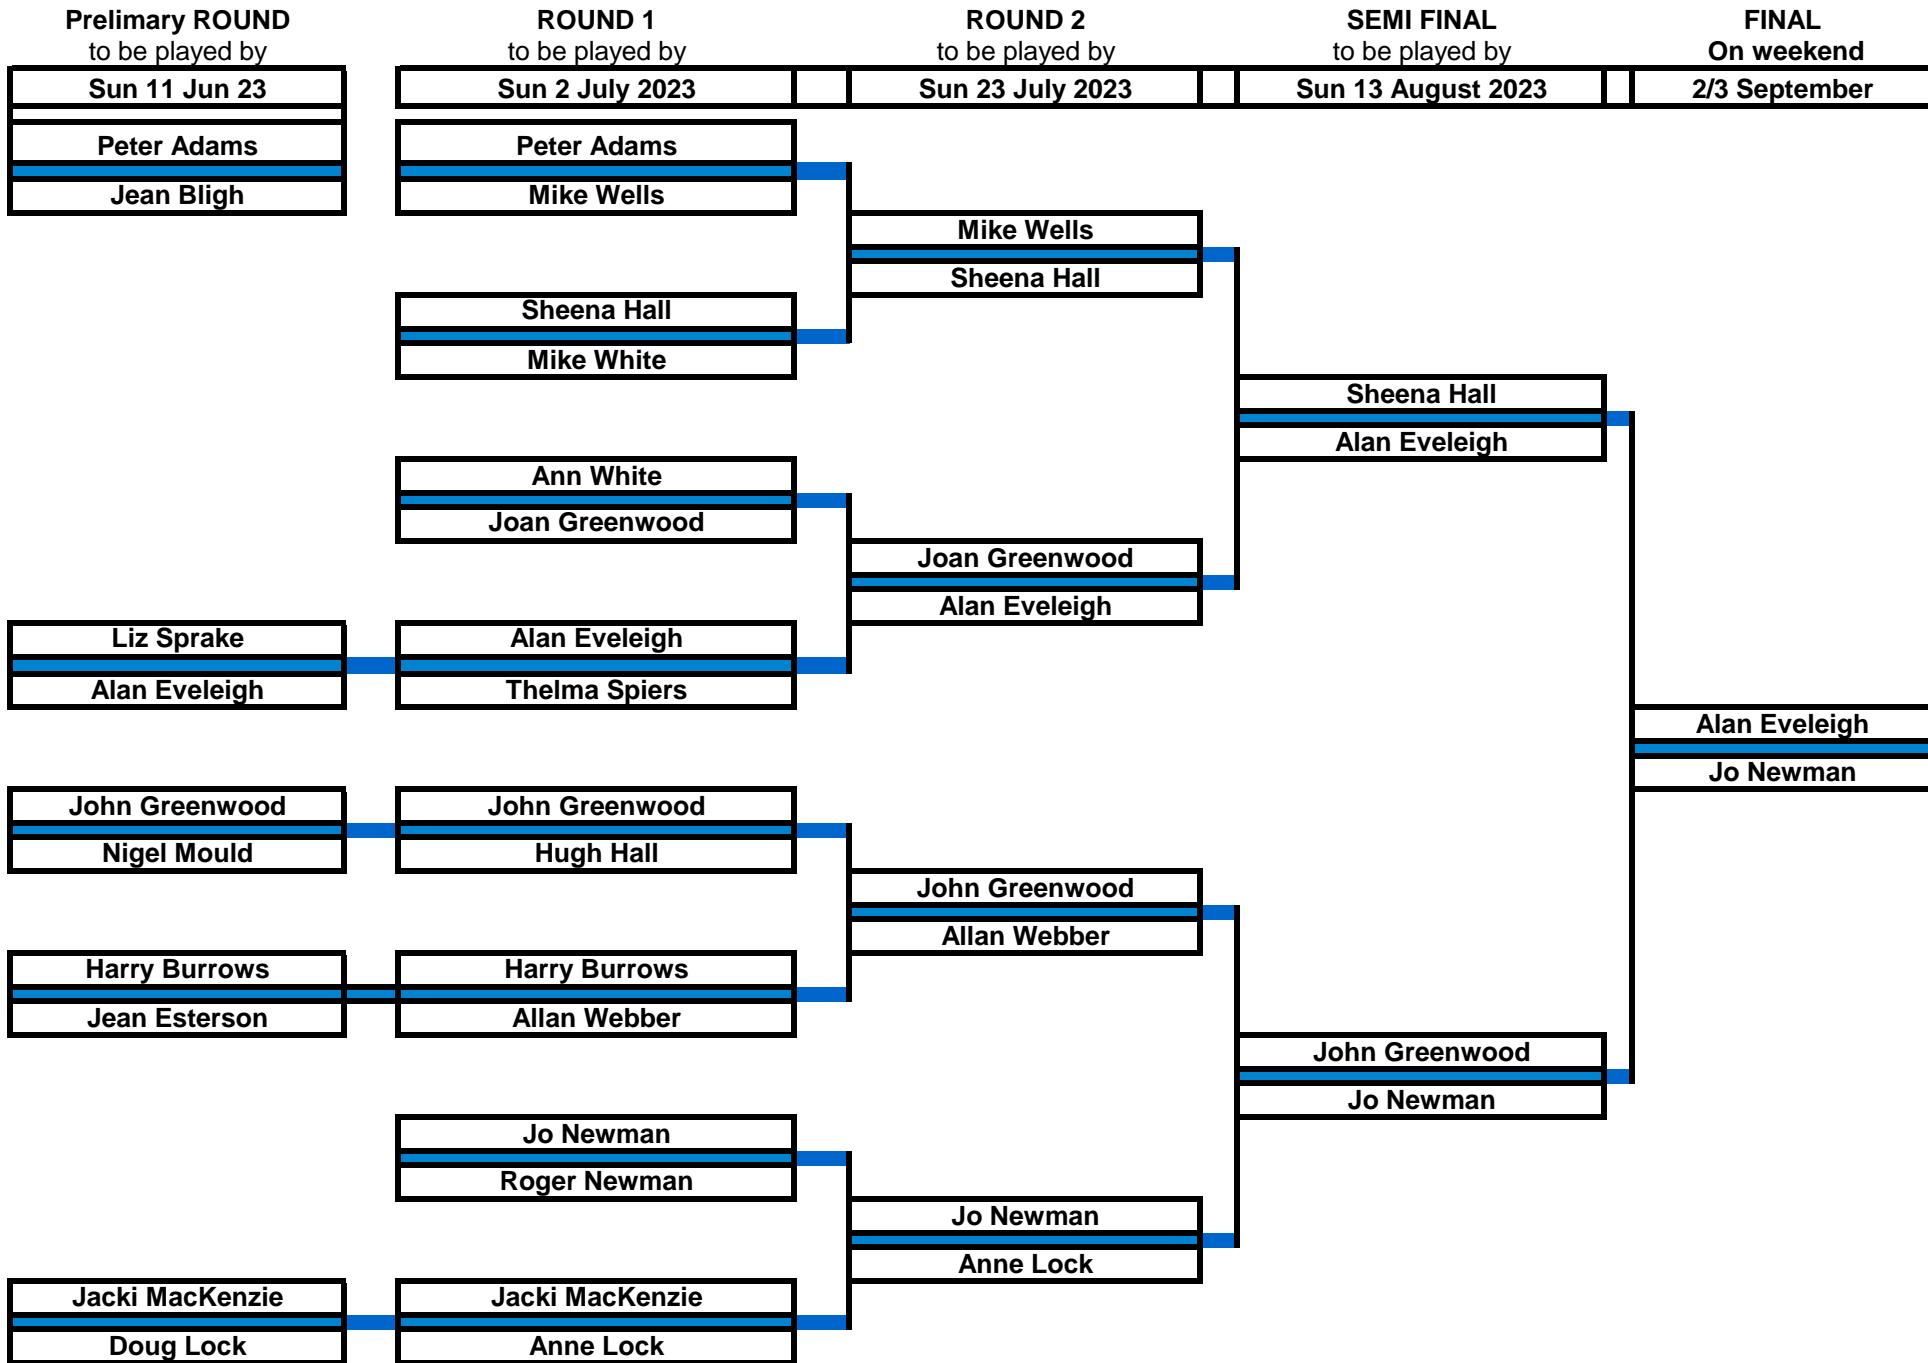 Prelimary ROUND
to be played by
Sun 11 Jun 23
Peter Adams
Jean Bligh
Liz Sprake
Alan Eveleigh
John Greenwood
Nigel Mould
Harry Burrows
Jean Esterson
Jacki MacKenzie
Doug Lock
ROUND 1
to be played by
Sun 2 July 2023
Peter Adams
Mike Wells
Sheena Hall
Mike White
Ann White
Joan Greenwood
Alan Eveleigh
Thelma Spiers
John Greenwood
Hugh Hall
Harry Burrows
Allan Webber
Jo Newman
Roger Newman
Jacki MacKenzie
Anne Lock
ROUND 2
to be played by
Sun 23 July 2023
Mike Wells
Sheena Hall
Joan Greenwood
Alan Eveleigh
John Greenwood
Allan Webber
Jo Newman
Anne Lock
SEMI FINAL
to be played by
Sun 13 August 2023
Sheena Hall
Alan Eveleigh
John Greenwood
Jo Newman
FINAL
On weekend
2/3 September
Alan Eveleigh
Jo Newman